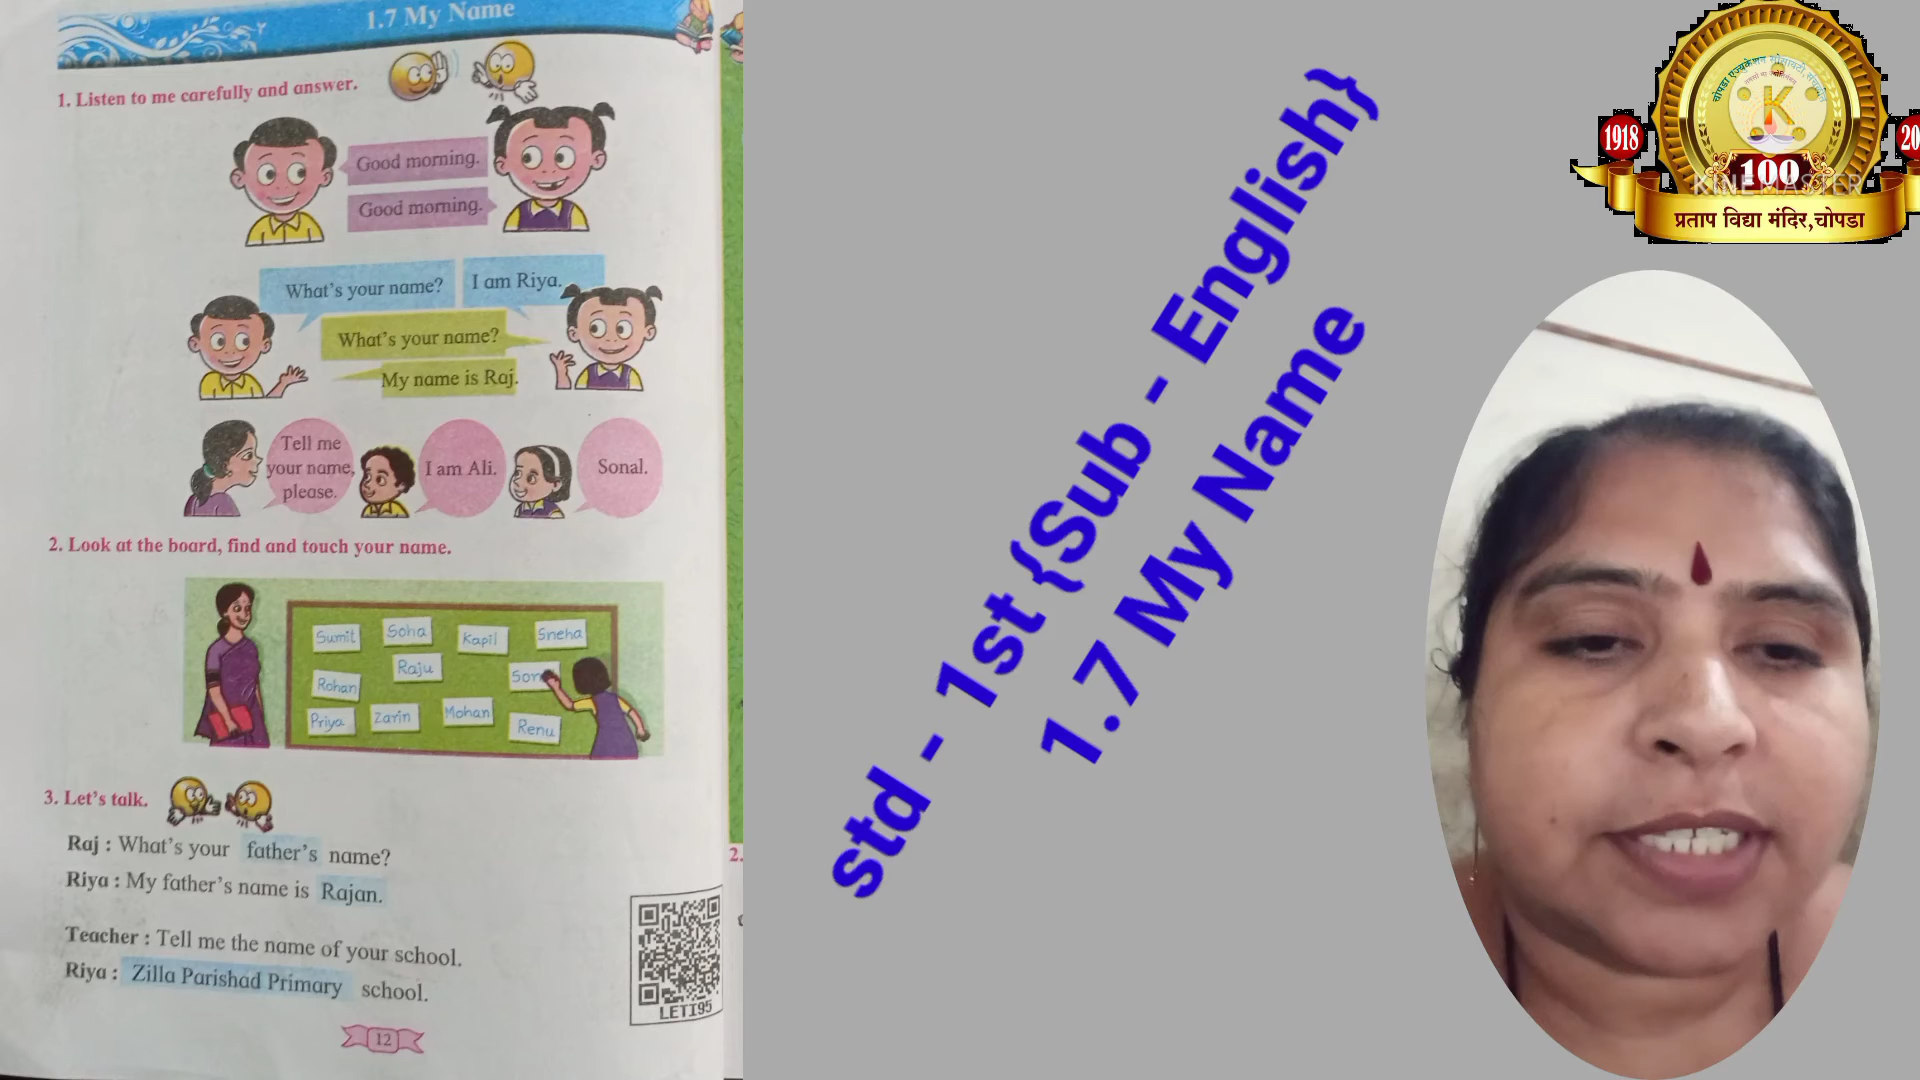 1.7 My Name
1. Listen to me carefully and answer.
Good morning.
Good morning.
What's your name?
I am Riya.
What's your name?
My name is Raj.
Tell me
your name,
please.
I am Ali.
Sonal.
2. Look at the board, find and touch your name.
Sumit
Soha
Kapil
Sneha
Raju
Rohan
Son
Priya
Zarin
Mohan
Renu
3. Let's talk.
Raj : What's your father's name?
Riya : My father's name is Rajan.
Teacher : Tell me the name of your school.
Riya : Zilla Parishad Primary school.
LETI95
12
2.
std - 1st {Sub - English}
1.7 My Name
K
1918
20
100
KINEMASTER
प्रताप विद्या मंदिर,चोपडा